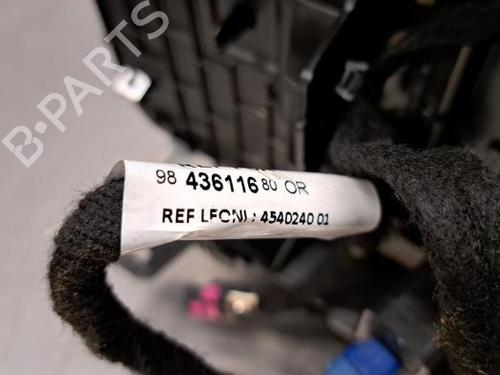 B-PARTS
98 436116 80 OR
REF LEONI : 4540240 01